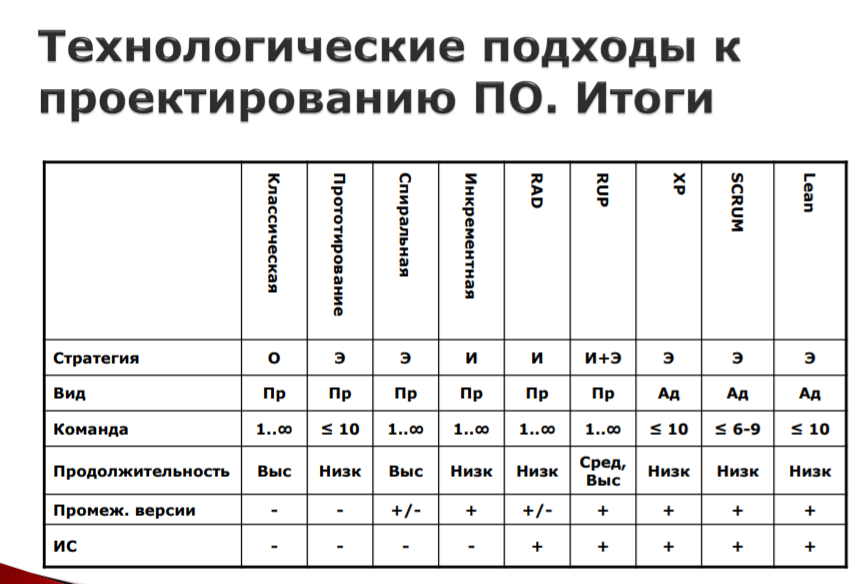 Технологические подходы к
проектированию ПО. Итоги
Классическая Прототирование Спиральная Инкрементная RAD RUP XP SCRUM Lean
Стратегия О Э Э И И И+Э Э Э Э
Вид Пр Пр Пр Пр Пр Пр Ад Ад Ад
Команда 1..∞ ≤ 10 1..∞ 1..∞ 1..∞ 1..∞ ≤ 10 ≤ 6-9 ≤ 10
Продолжительность Выс Низк Выс Низк Низк Сред, Выс Низк Низк Низк
Промеж. версии - - +/- + +/- + + + +
ИС - - - - + + + + +